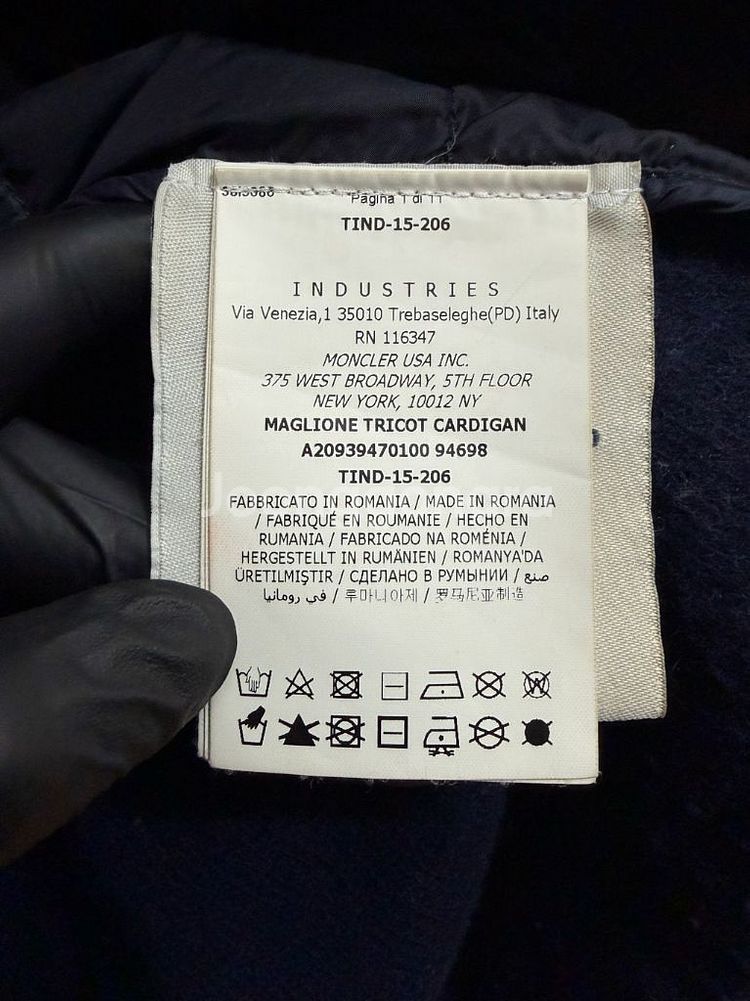 Pagina 1 di 11
TIND-15-206
INDUSTRIES
Via Venezia,1 35010 Trebaseleghe(PD) Italy
RN 116347
MONCLER USA INC.
375 WEST BROADWAY, 5TH FLOOR
NEW YORK, 10012 NY
MAGLIONE TRICOT CARDIGAN
A20939470100 94698
TIND-15-206
FABBRICATO IN ROMANIA / MADE IN ROMANIA
/ FABRIQUÉ EN ROUMANIE / HECHO EN
RUMANIA / FABRICADO NA ROMÉNIA /
HERGESTELLT IN RUMÄNIEN / ROMANYA'DA
ÜRETILMIŞTIR / СДЕЛАНО В РУМЫНИИ / صنع
في رومانيا / 루마니아제 / 罗马尼亚制造